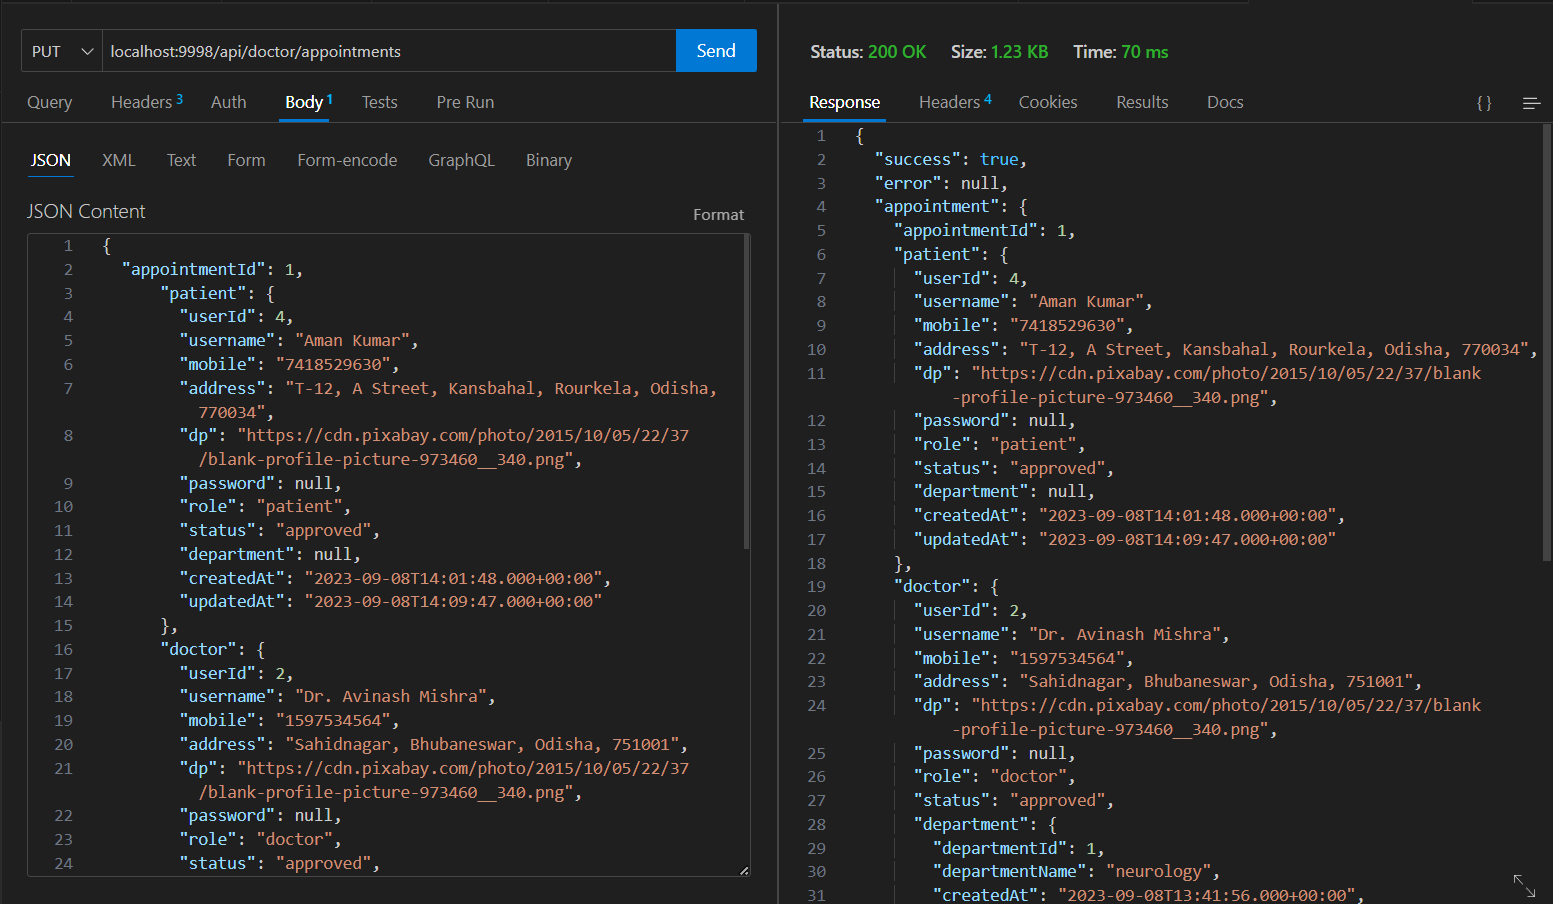 PUT localhost:9998/api/doctor/appointments Send
Query Headers 3 Auth Body 1 Tests Pre Run
JSON XML Text Form Form-encode GraphQL Binary
JSON Content Format
1 {
2 "appointmentId": 1,
3 "patient": {
4 "userId": 4,
5 "username": "Aman Kumar",
6 "mobile": "7418529630",
7 "address": "T-12, A Street, Kansbahal, Rourkela, Odisha,
770034",
8 "dp": "https://cdn.pixabay.com/photo/2015/10/05/22/37
/blank-profile-picture-973460__340.png",
9 "password": null,
10 "role": "patient",
11 "status": "approved",
12 "department": null,
13 "createdAt": "2023-09-08T14:01:48.000+00:00",
14 "updatedAt": "2023-09-08T14:09:47.000+00:00"
15 },
16 "doctor": {
17 "userId": 2,
18 "username": "Dr. Avinash Mishra",
19 "mobile": "1597534564",
20 "address": "Sahidnagar, Bhubaneswar, Odisha, 751001",
21 "dp": "https://cdn.pixabay.com/photo/2015/10/05/22/37
/blank-profile-picture-973460__340.png",
22 "password": null,
23 "role": "doctor",
24 "status": "approved",
Status: 200 OK Size: 1.23 KB Time: 70 ms
Response Headers 4 Cookies Results Docs { }
1 {
2 "success": true,
3 "error": null,
4 "appointment": {
5 "appointmentId": 1,
6 "patient": {
7 "userId": 4,
8 "username": "Aman Kumar",
9 "mobile": "7418529630",
10 "address": "T-12, A Street, Kansbahal, Rourkela, Odisha, 770034",
11 "dp": "https://cdn.pixabay.com/photo/2015/10/05/22/37/blank
-profile-picture-973460__340.png",
12 "password": null,
13 "role": "patient",
14 "status": "approved",
15 "department": null,
16 "createdAt": "2023-09-08T14:01:48.000+00:00",
17 "updatedAt": "2023-09-08T14:09:47.000+00:00"
18 },
19 "doctor": {
20 "userId": 2,
21 "username": "Dr. Avinash Mishra",
22 "mobile": "1597534564",
23 "address": "Sahidnagar, Bhubaneswar, Odisha, 751001",
24 "dp": "https://cdn.pixabay.com/photo/2015/10/05/22/37/blank
-profile-picture-973460__340.png",
25 "password": null,
26 "role": "doctor",
27 "status": "approved",
28 "department": {
29 "departmentId": 1,
30 "departmentName": "neurology",
31 "createdAt": "2023-09-08T13:41:56.000+00:00",